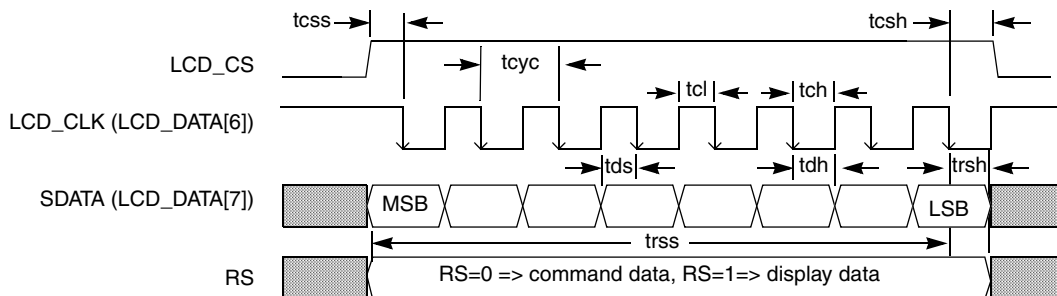 tcss
tcsh
LCD_CS
tcyc
tcl
tch
LCD_CLK (LCD_DATA[6])
tds
tdh
trsh
SDATA (LCD_DATA[7])
MSB
LSB
trss
RS
RS=0 => command data, RS=1=> display data